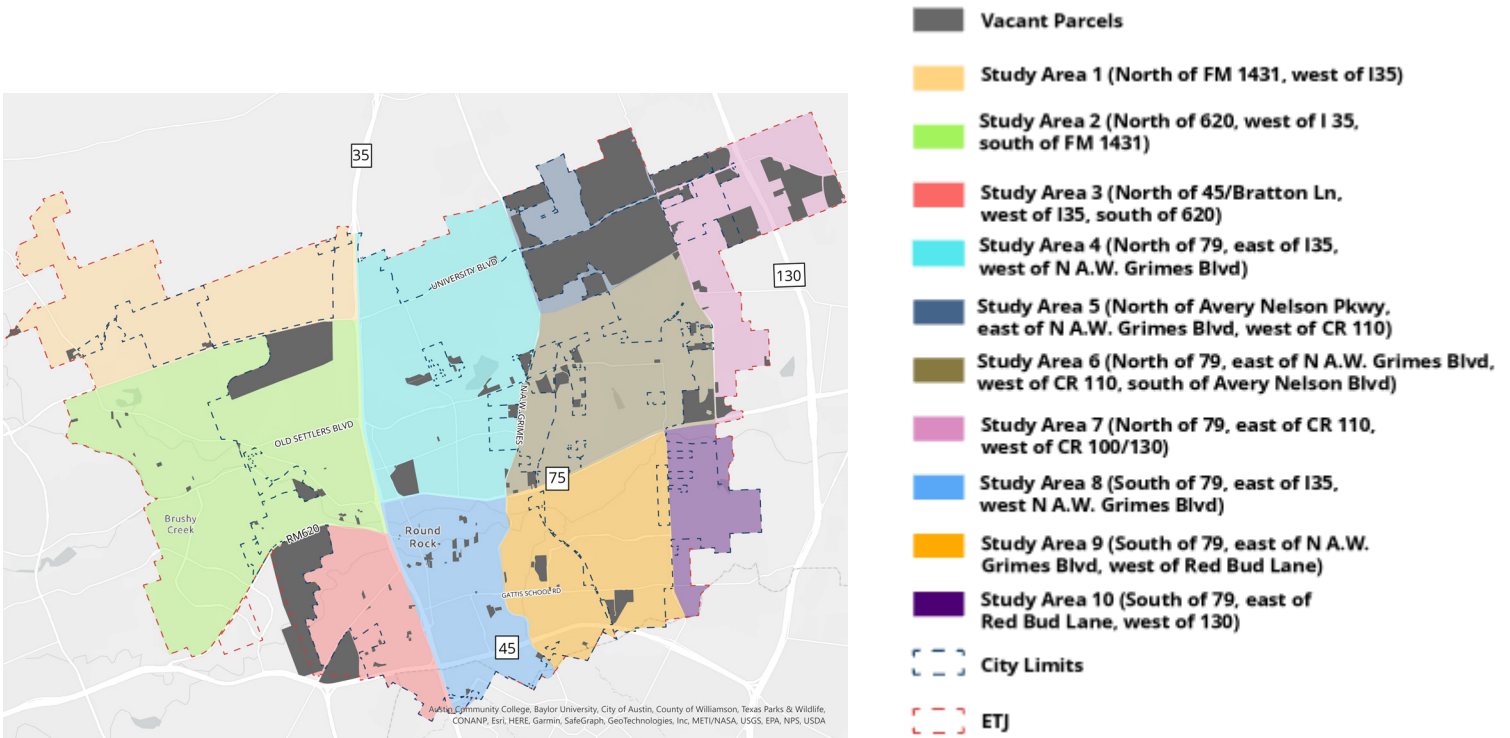 35
130
UNIVERSITY BLVD
N A.W. GRIMES
OLD SETTLERS BLVD
75
Brushy
Creek
RM620
Round
Rock
GATTIS SCHOOL RD
45
Austin Community College, Baylor University, City of Austin, County of Williamson, Texas Parks & Wildlife,
CONANP, Esri, HERE, Garmin, SafeGraph, GeoTechnologies, Inc, METI/NASA, USGS, EPA, NPS, USDA
Vacant Parcels
Study Area 1 (North of FM 1431, west of I35)
Study Area 2 (North of 620, west of I 35,
south of FM 1431)
Study Area 3 (North of 45/Bratton Ln,
west of I35, south of 620)
Study Area 4 (North of 79, east of I35,
west of N A.W. Grimes Blvd)
Study Area 5 (North of Avery Nelson Pkwy,
east of N A.W. Grimes Blvd, west of CR 110)
Study Area 6 (North of 79, east of N A.W. Grimes Blvd,
west of CR 110, south of Avery Nelson Blvd)
Study Area 7 (North of 79, east of CR 110,
west of CR 100/130)
Study Area 8 (South of 79, east of I35,
west N A.W. Grimes Blvd)
Study Area 9 (South of 79, east of N A.W.
Grimes Blvd, west of Red Bud Lane)
Study Area 10 (South of 79, east of
Red Bud Lane, west of 130)
City Limits
ETJ